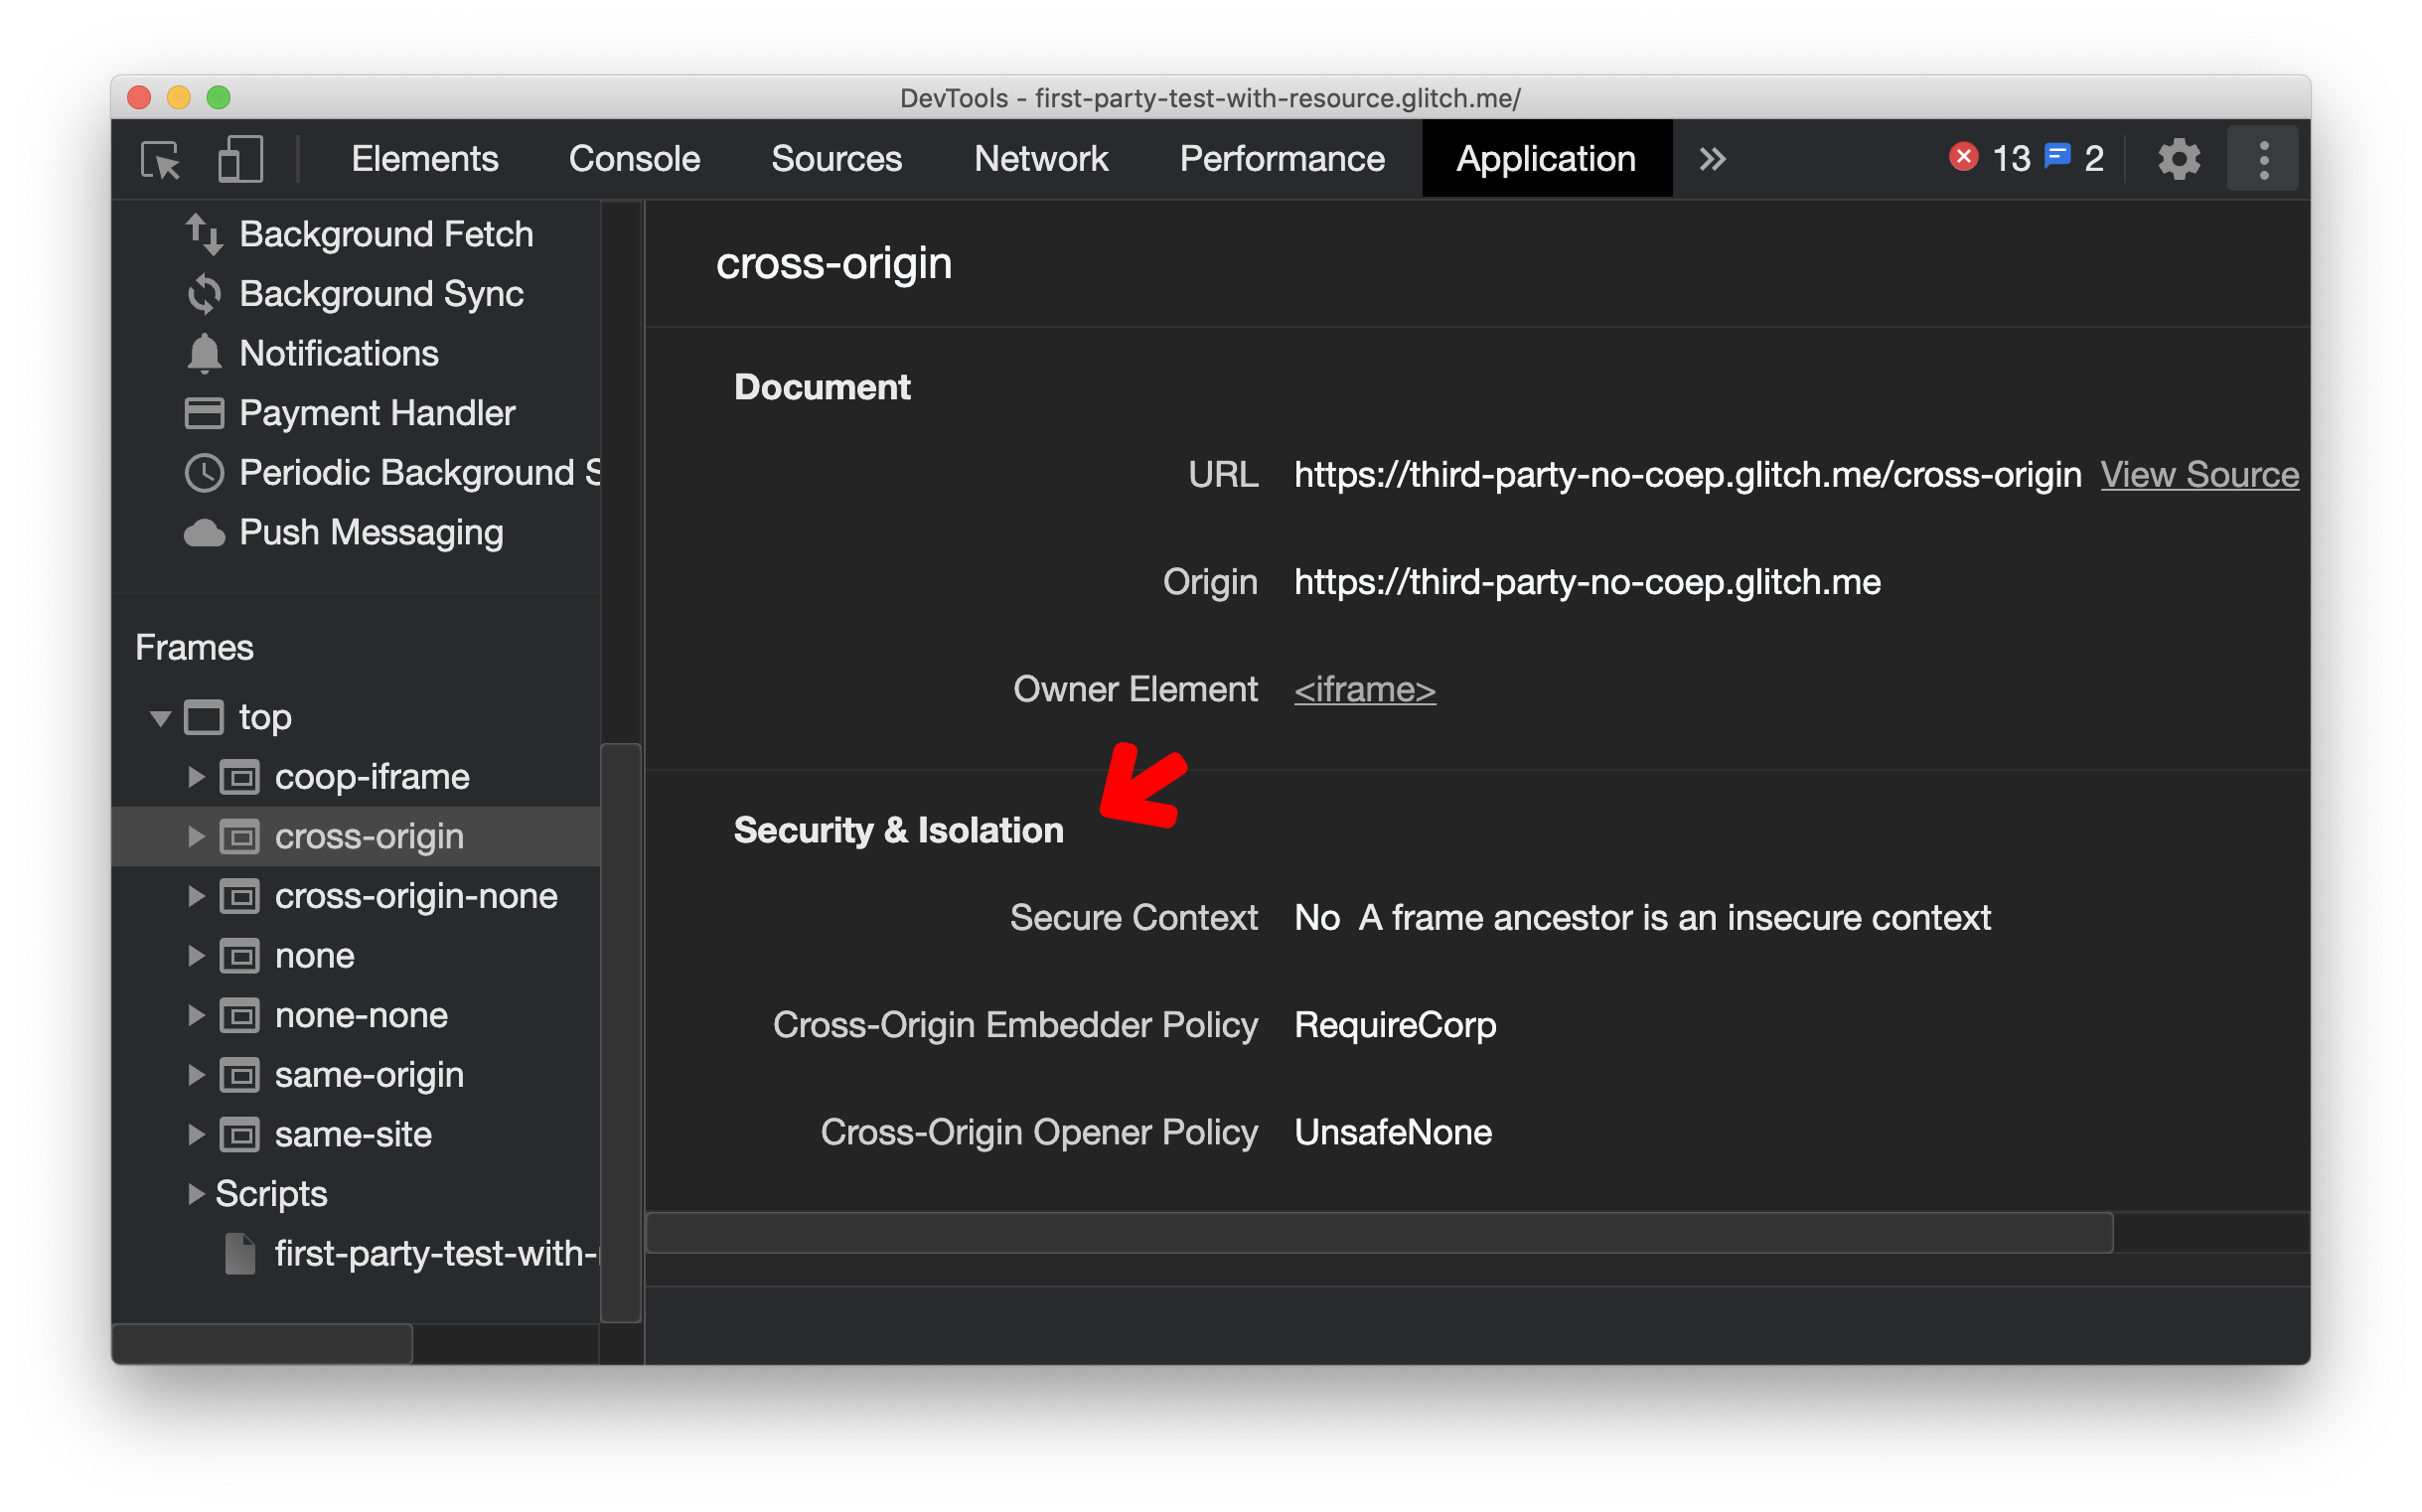 DevTools - first-party-test-with-resource.glitch.me/
Elements Console Sources Network Performance Application » 13 2
Background Fetch
Background Sync
Notifications
Payment Handler
Periodic Background S
Push Messaging
Frames
top
coop-iframe
cross-origin
cross-origin-none
none
none-none
same-origin
same-site
Scripts
first-party-test-with-
cross-origin
Document
URL https://third-party-no-coep.glitch.me/cross-origin View Source
Origin https://third-party-no-coep.glitch.me
Owner Element <iframe>
Security & Isolation
Secure Context No A frame ancestor is an insecure context
Cross-Origin Embedder Policy RequireCorp
Cross-Origin Opener Policy UnsafeNone